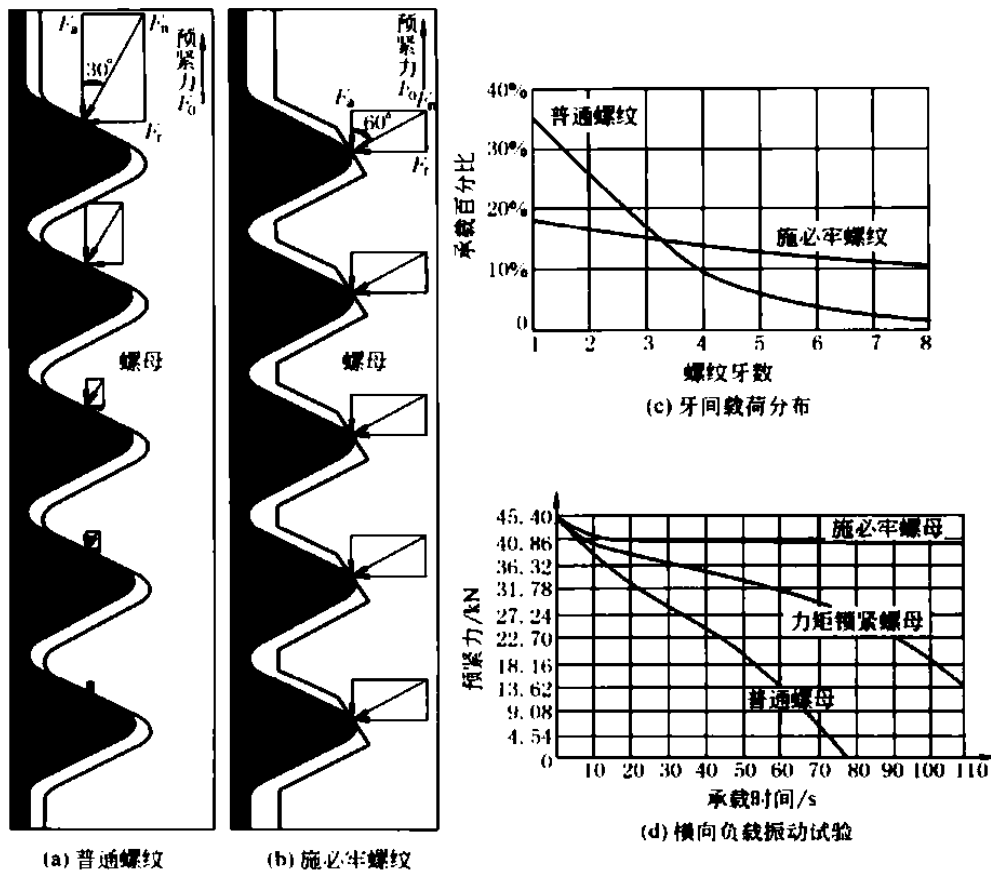 Fa
Fn
30°
预紧力F0
Fr
螺母
(a) 普通螺纹
预紧力
F0
Fa
Fn
60°
Fr
螺母
(b) 施必牢螺纹
40%
30%
20%
10%
0
承载百分比
普通螺纹
施必牢螺纹
1 2 3 4 5 6 7 8
螺纹牙数
(c) 牙间载荷分布
45.40
40.86
36.32
31.78
27.24
22.70
18.16
13.62
9.08
4.54
0
预紧力/kN
施必牢螺母
力矩锁紧螺母
普通螺母
10 20 30 40 50 60 70 80 90 100 110
承载时间/s
(d) 横向负载振动试验